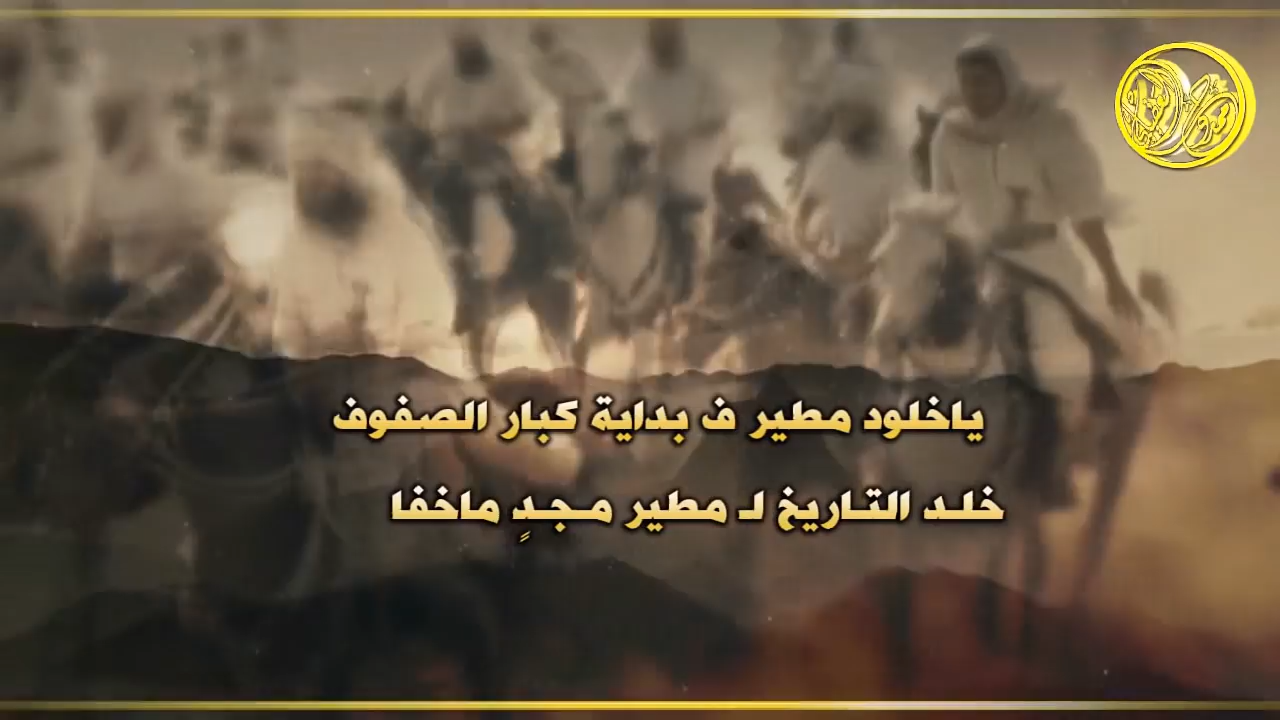 ياخلود مطير ف بداية كبار الصفوف
خلد التاريخ لـ مطير مجدٍ ماخفا